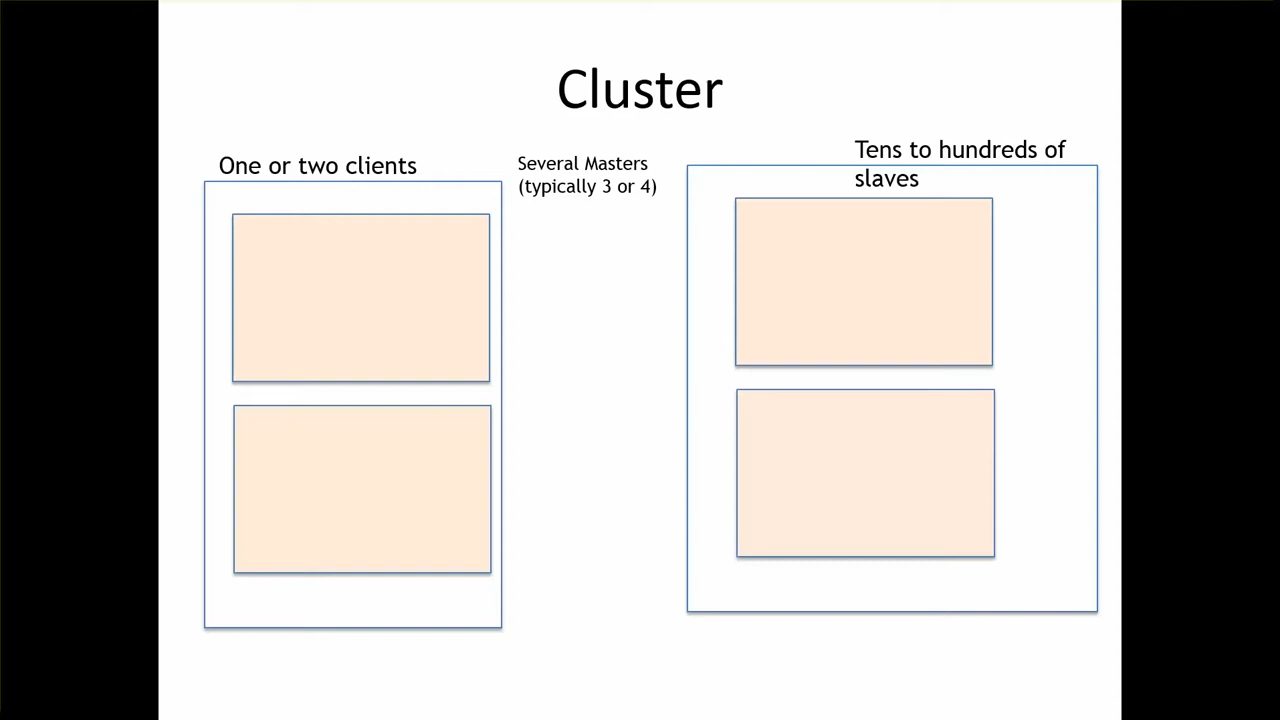 Cluster
One or two clients
Several Masters
(typically 3 or 4)
Tens to hundreds of
slaves